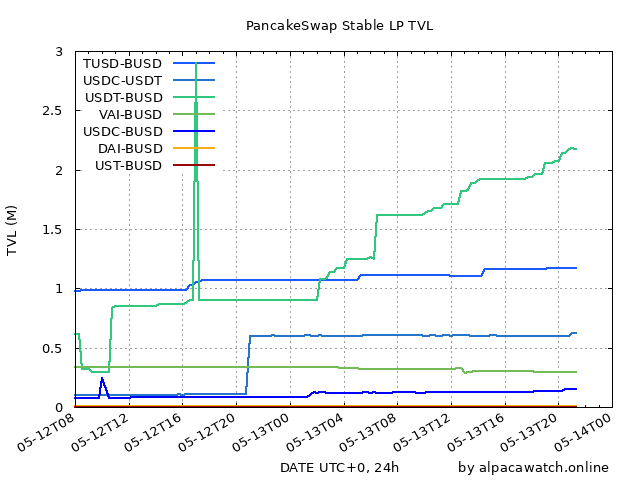 PancakeSwap Stable LP TVL
3
2.5
2
1.5
1
0.5
0
TVL (M)
TUSD-BUSD
USDC-USDT
USDT-BUSD
VAI-BUSD
USDC-BUSD
DAI-BUSD
UST-BUSD
05-12T08
05-12T12
05-12T16
05-12T20
05-13T00
05-13T04
05-13T08
05-13T12
05-13T16
05-13T20
05-14T00
DATE UTC+0, 24h
by alpacawatch.online